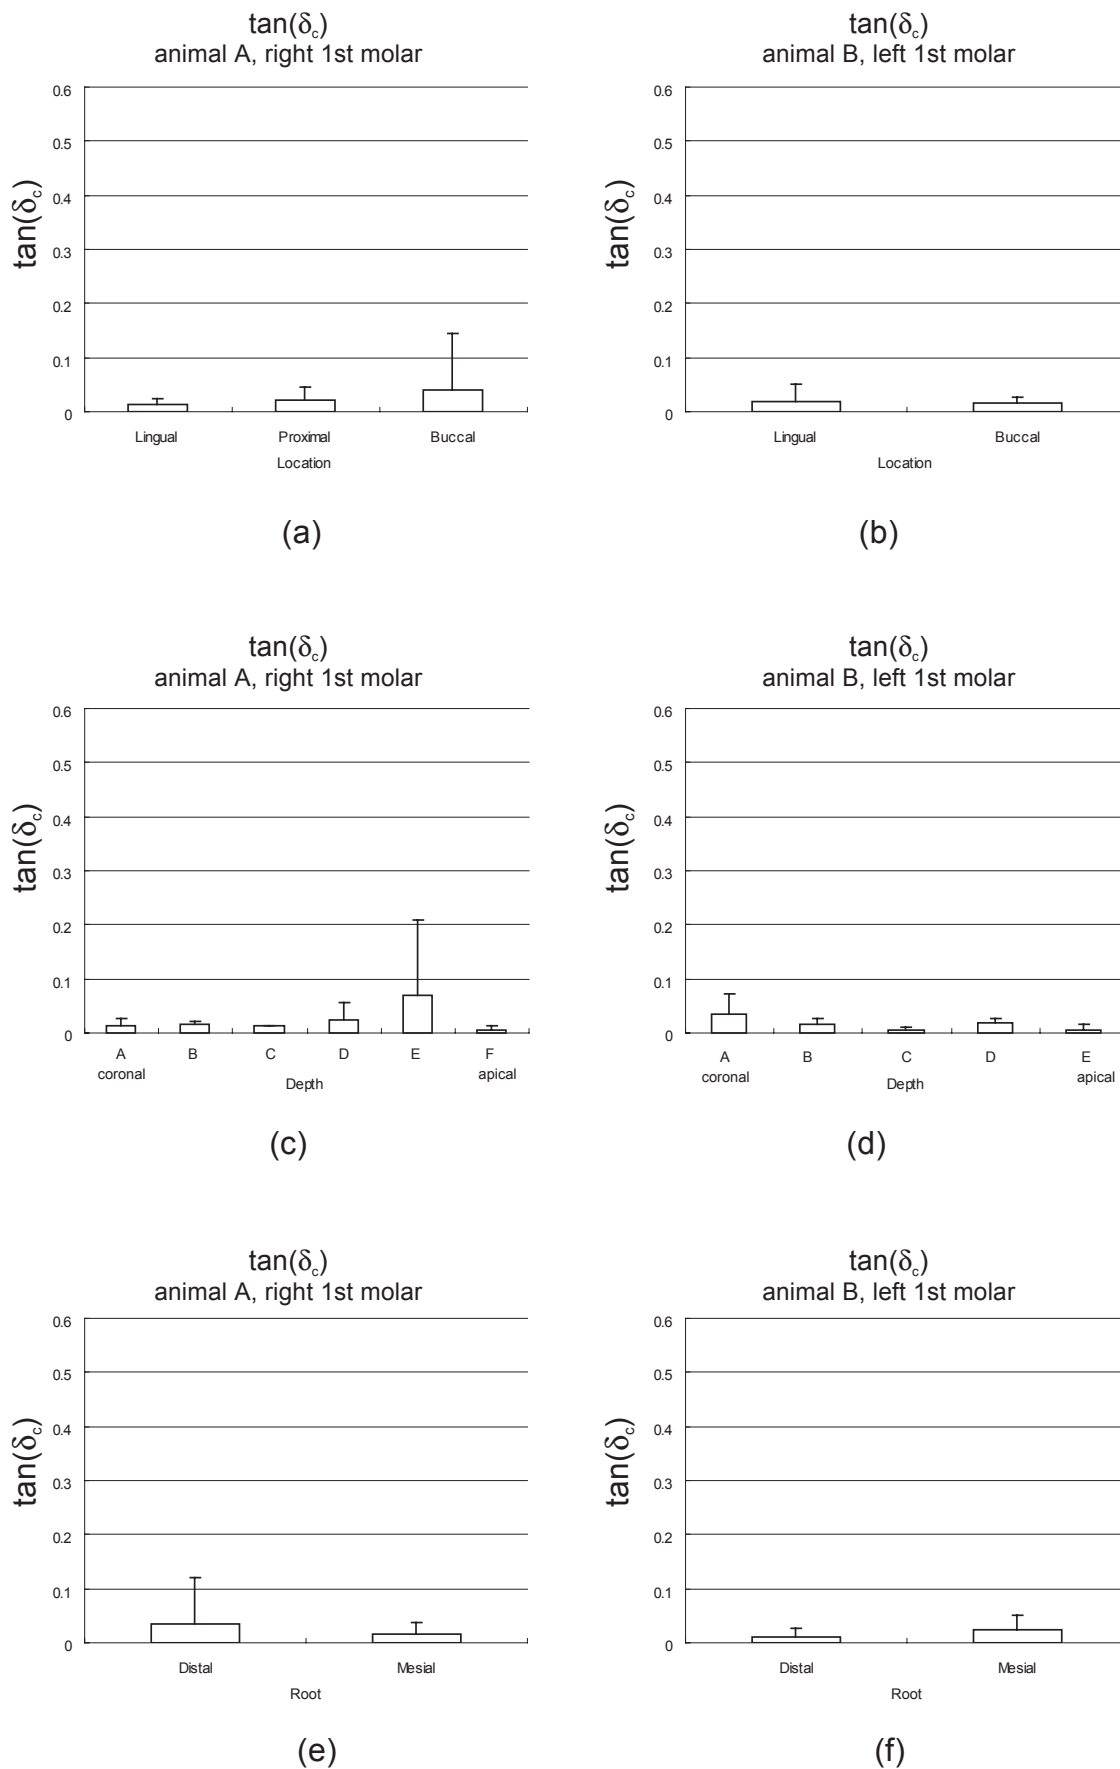 tan(δc)
animal A, right 1st molar
tan(δc)
0.6
0.5
0.4
0.3
0.2
0.1
0
Lingual Proximal Buccal
Location
(a)
tan(δc)
animal B, left 1st molar
tan(δc)
0.6
0.5
0.4
0.3
0.2
0.1
0
Lingual Buccal
Location
(b)
tan(δc)
animal A, right 1st molar
tan(δc)
0.6
0.5
0.4
0.3
0.2
0.1
0
A B C D E F
coronal apical
Depth
(c)
tan(δc)
animal B, left 1st molar
tan(δc)
0.6
0.5
0.4
0.3
0.2
0.1
0
A B C D E
coronal apical
Depth
(d)
tan(δc)
animal A, right 1st molar
tan(δc)
0.6
0.5
0.4
0.3
0.2
0.1
0
Distal Mesial
Root
(e)
tan(δc)
animal B, left 1st molar
tan(δc)
0.6
0.5
0.4
0.3
0.2
0.1
0
Distal Mesial
Root
(f)